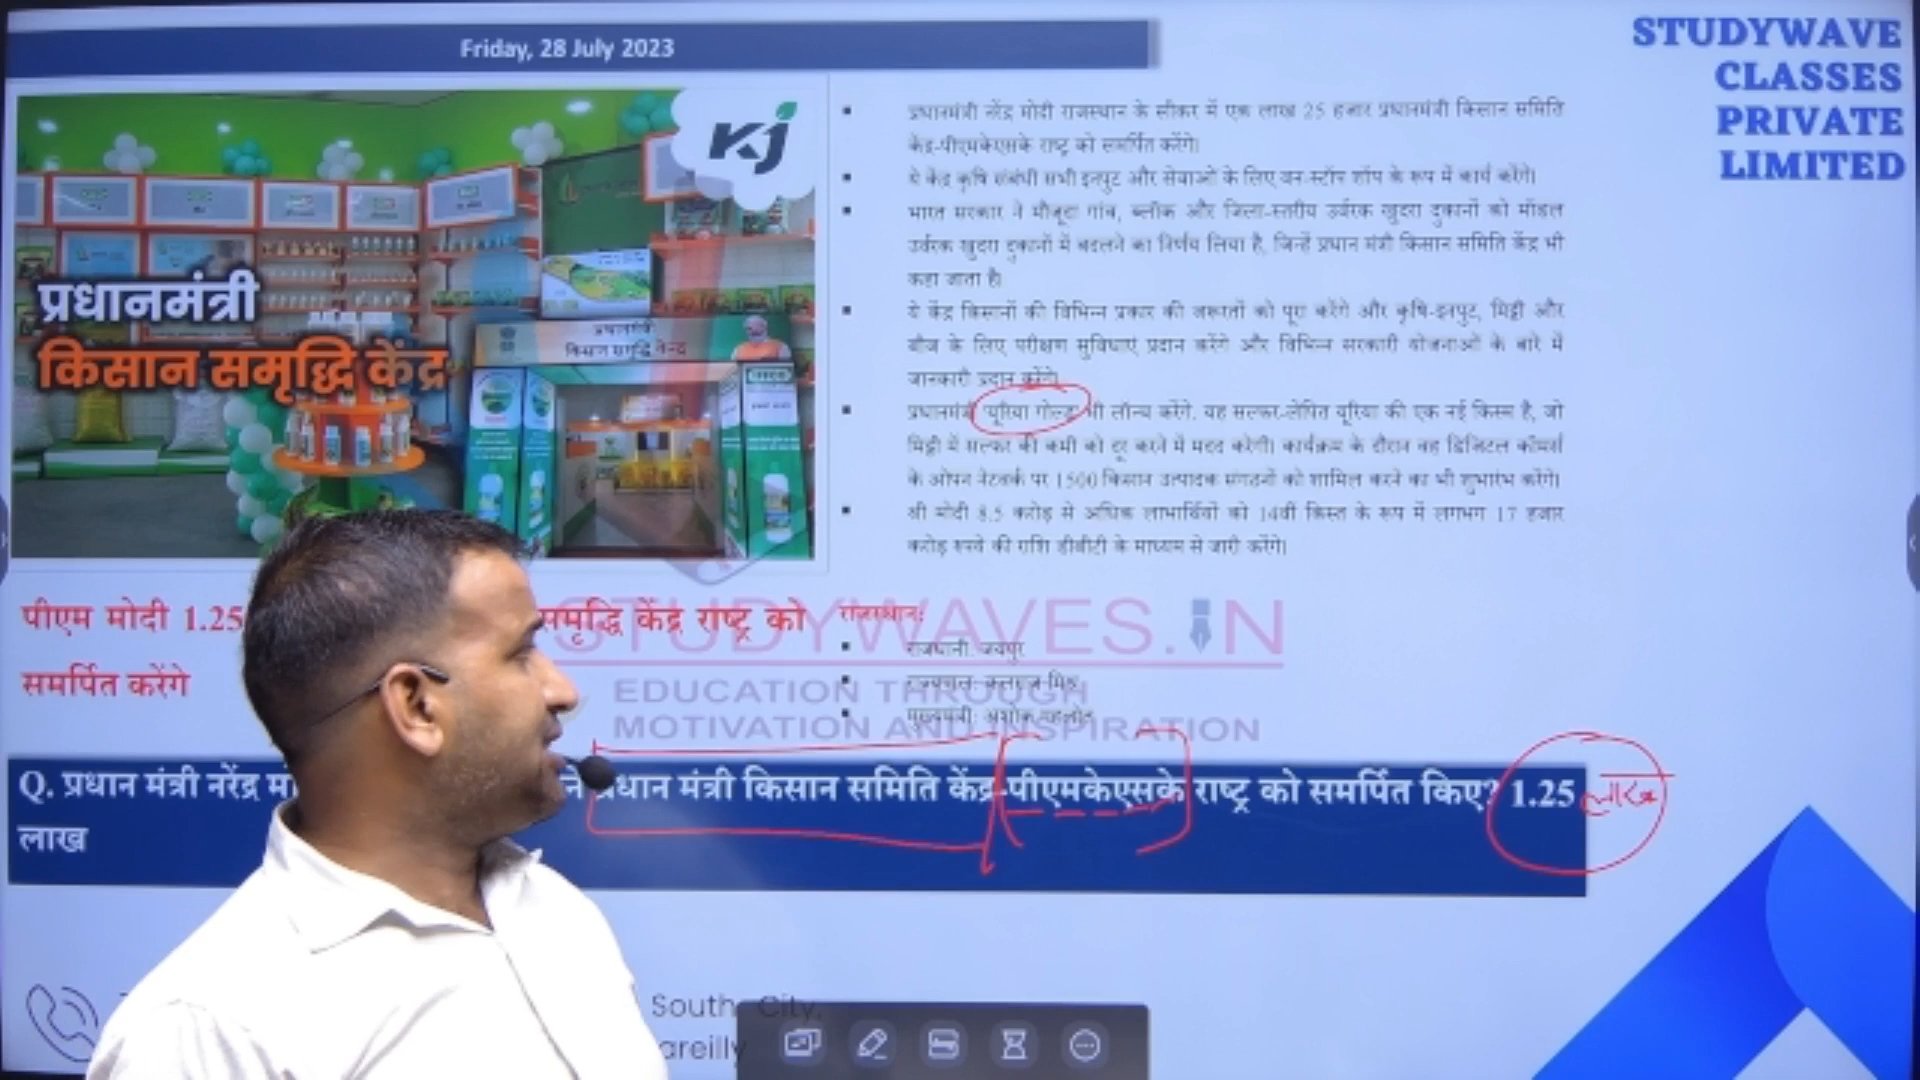 Friday, 28 July 2023
STUDYWAVE
CLASSES
PRIVATE
LIMITED
KJ
प्रधानमंत्री
किसान समृद्धि केंद्र
प्रधानमंत्री
किसान समृद्धि केन्द्र
प्रधानमंत्री नरेंद्र मोदी राजस्थान के सीकर में एक लाख 25 हजार प्रधानमंत्री किसान समिति
केंद्र-पीएमकेएसके राष्ट्र को समर्पित करेंगे।
ये केंद्र कृषि संबंधी सभी इनपुट और सेवाओं के लिए वन-स्टॉप शॉप के रूप में कार्य करेंगे।
भारत सरकार ने मौजूदा गांव, ब्लॉक और जिला-स्तरीय उर्वरक खुदरा दुकानों को मॉडल
उर्वरक खुदरा दुकानों में बदलने का निर्णय लिया है, जिन्हें प्रधान मंत्री किसान समिति केंद्र भी
कहा जाता है।
ये केंद्र किसानों की विभिन्न प्रकार की जरूरतों को पूरा करेंगे और कृषि-इनपुट, मिट्टी और
बीज के लिए परीक्षण सुविधाएं प्रदान करेंगे और विभिन्न सरकारी योजनाओं के बारे में
जानकारी प्रदान करेंगे।
प्रधानमंत्री 'यूरिया गोल्ड' भी लॉन्च करेंगे. यह सल्फर-लेपित यूरिया की एक नई किस्म है, जो
मिट्टी में सल्फर की कमी को दूर करने में मदद करेगी। कार्यक्रम के दौरान वह डिजिटल कॉमर्स
के ओपन नेटवर्क पर 1500 किसान उत्पादक संगठनों को शामिल करने का भी शुभारंभ करेंगे।
श्री मोदी 8.5 करोड़ से अधिक लाभार्थियों को 14वीं किस्त के रूप में लगभग 17 हजार
करोड़ रुपये की राशि डीबीटी के माध्यम से जारी करेंगे।
पीएम मोदी 1.25 समृद्धि केंद्र राष्ट्र को
समर्पित करेंगे
राजस्थान:
राजधानी: जयपुर
राज्यपाल: कलराज मिश्र
मुख्यमंत्री: अशोक गहलोत
STUDYWAVES.IN
EDUCATION THROUGH
MOTIVATION AND INSPIRATION
Q. प्रधान मंत्री नरेंद्र ने प्रधान मंत्री किसान समिति केंद्र-पीएमकेएसके राष्ट्र को समर्पित किए? 1.25 लाख
लाख
South City,